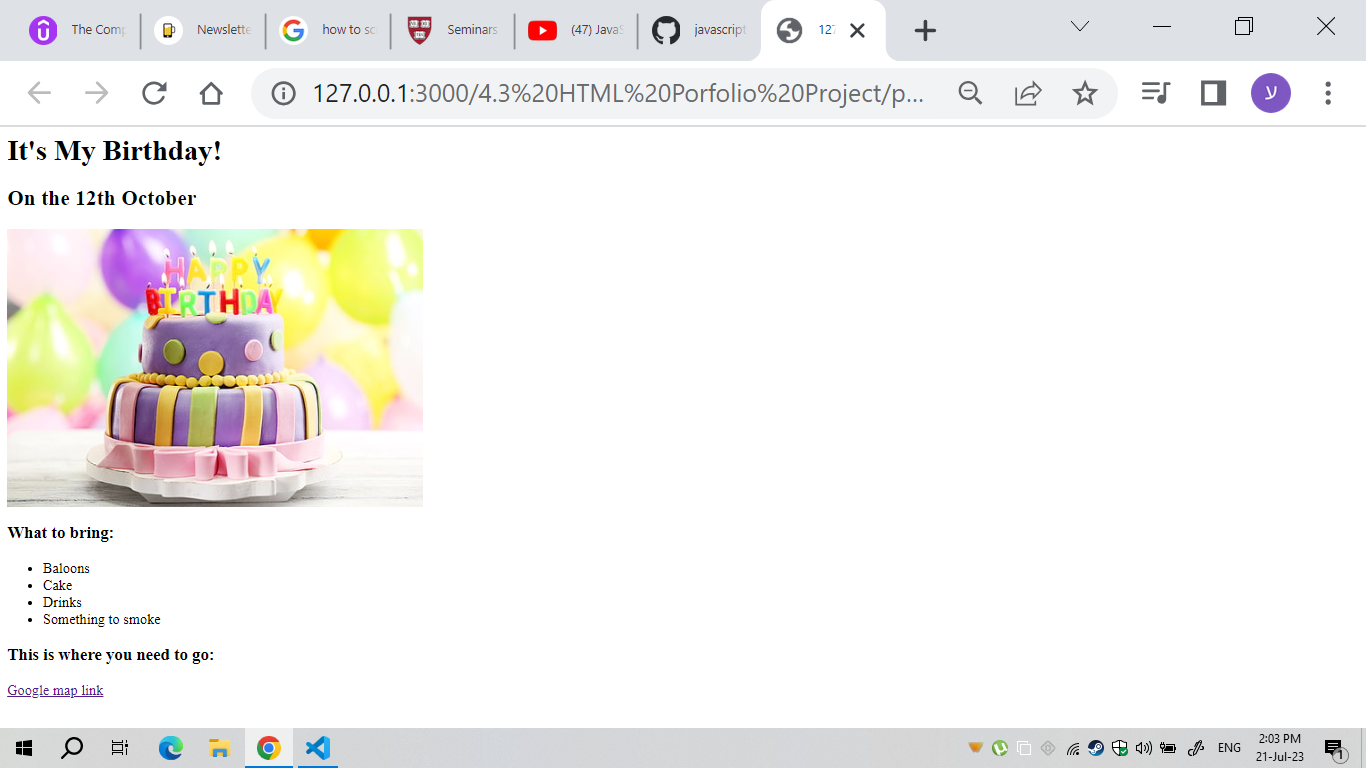 The Comp
Newslette
how to sc
Seminars
(47) JavaS
javascript
127
127.0.0.1:3000/4.3%20HTML%20Porfolio%20Project/p...
ע
It's My Birthday!
On the 12th October
HAPPY
BIRTHDAY
What to bring:
Baloons
Cake
Drinks
Something to smoke
This is where you need to go:
Google map link
ENG
2:03 PM
21-Jul-23
1